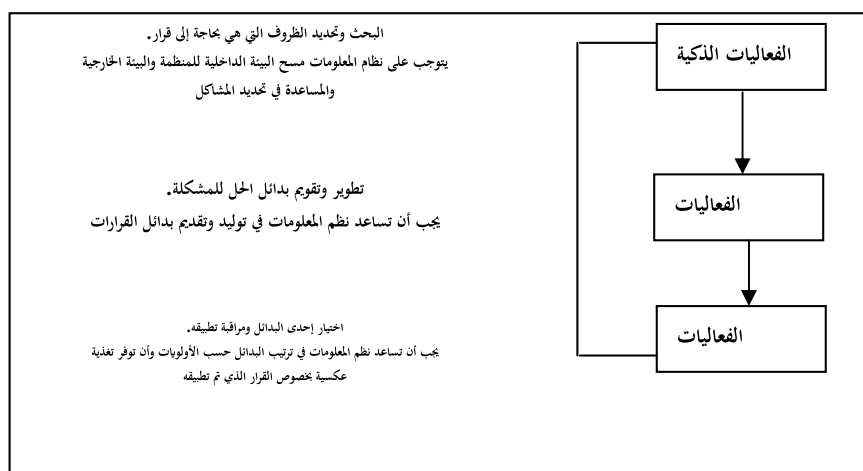 البحث وتحديد الظروف التي هي بحاجة إلى قرار.
يتوجب على نظام المعلومات مسح البيئة الداخلية للمنظمة والبيئة الخارجية
والمساعدة في تحديد المشاكل
الفعاليات الذكية
تطوير وتقويم بدائل الحل للمشكلة.
يجب أن تساعد نظم المعلومات في توليد وتقديم بدائل القرارات
الفعاليات
اختيار إحدى البدائل ومراقبة تطبيقه.
يجب أن تساعد نظم المعلومات في ترتيب البدائل حسب الأولويات وأن توفر تغذية
عكسية بخصوص القرار الذي تم تطبيقه
الفعاليات